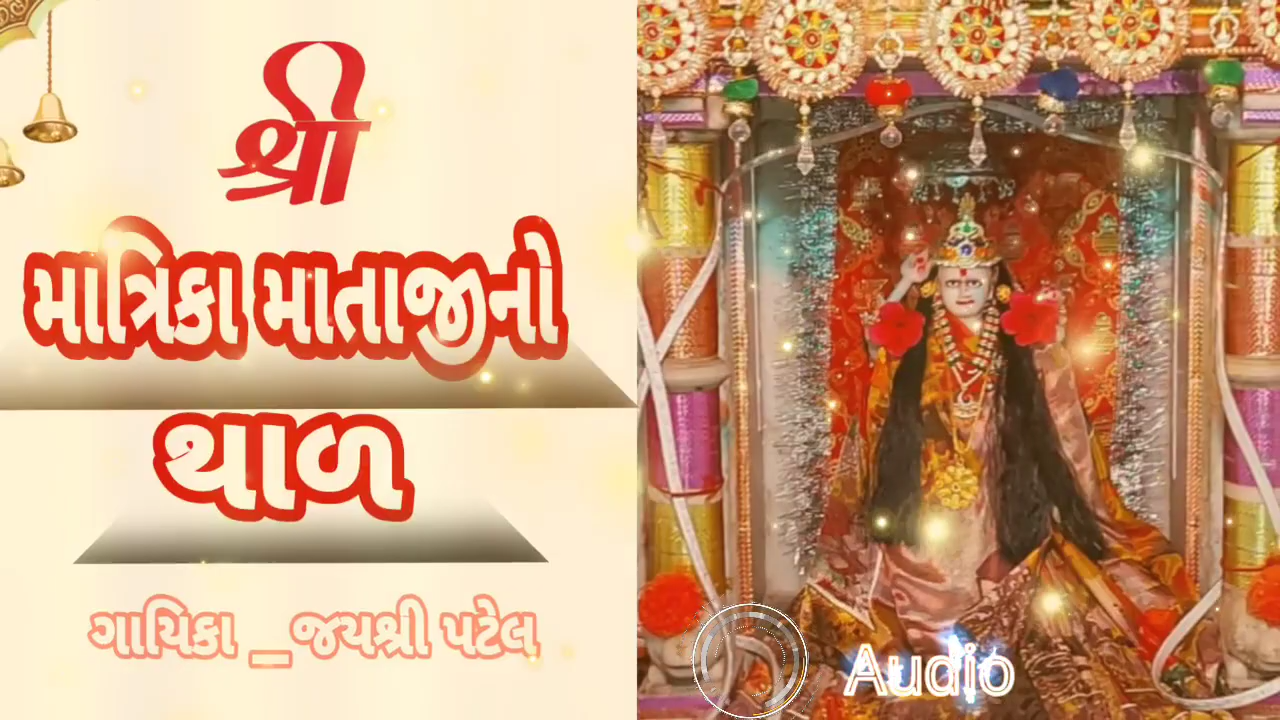 શ્રી
માત્રિકા માતાજીનો
થાળ
ગાયિકા _જયશ્રી પટેલ
Audio